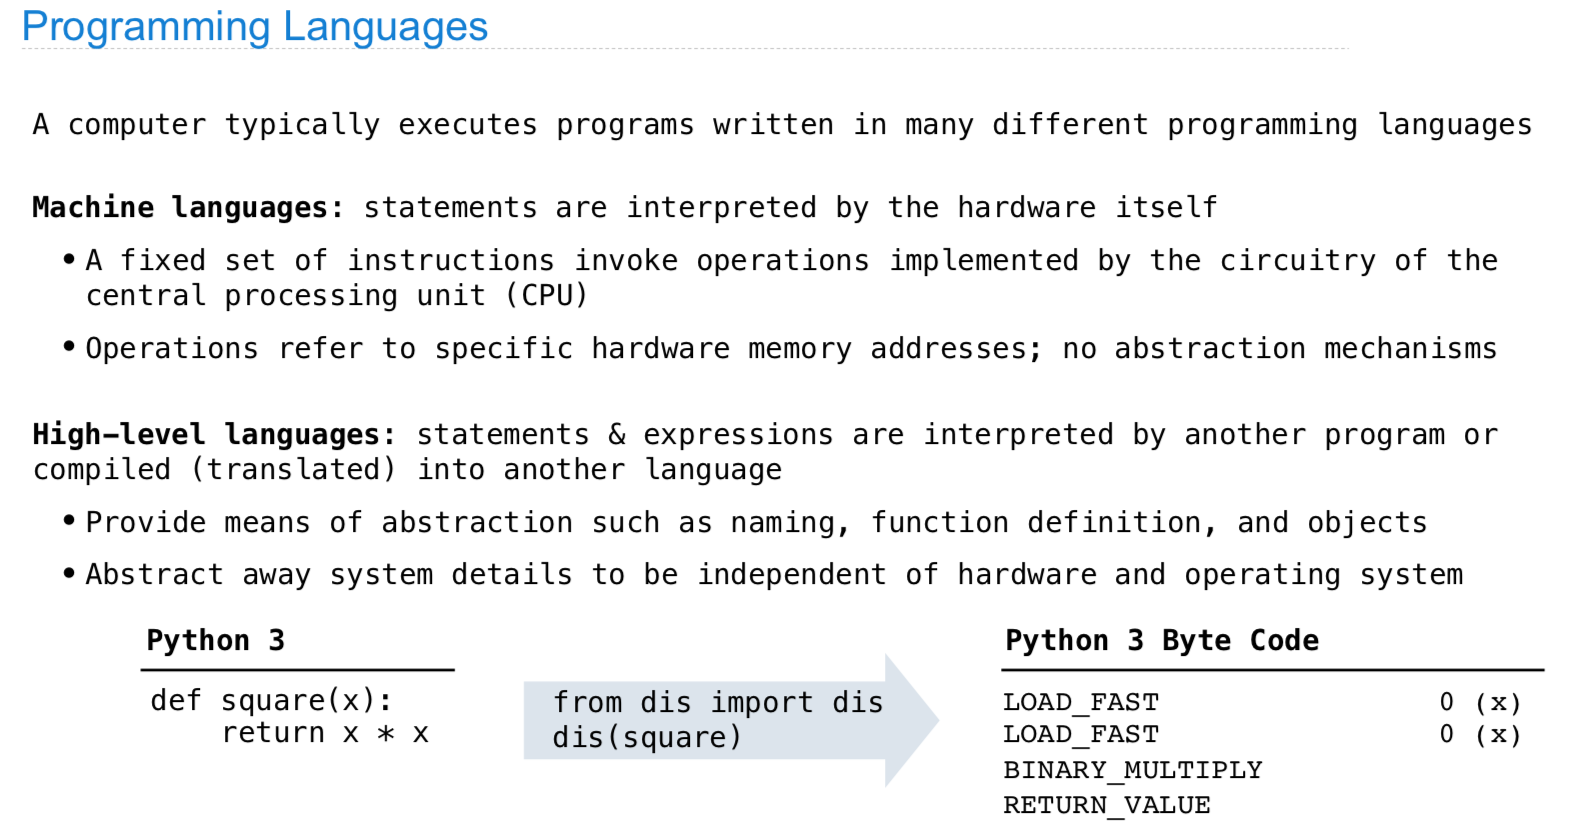 Programming Languages
A computer typically executes programs written in many different programming languages
Machine languages: statements are interpreted by the hardware itself
• A fixed set of instructions invoke operations implemented by the circuitry of the
central processing unit (CPU)
• Operations refer to specific hardware memory addresses; no abstraction mechanisms
High-level languages: statements & expressions are interpreted by another program or
compiled (translated) into another language
• Provide means of abstraction such as naming, function definition, and objects
• Abstract away system details to be independent of hardware and operating system
Python 3
def square(x):
    return x * x
from dis import dis
dis(square)
Python 3 Byte Code
LOAD_FAST 0 (x)
LOAD_FAST 0 (x)
BINARY_MULTIPLY
RETURN_VALUE